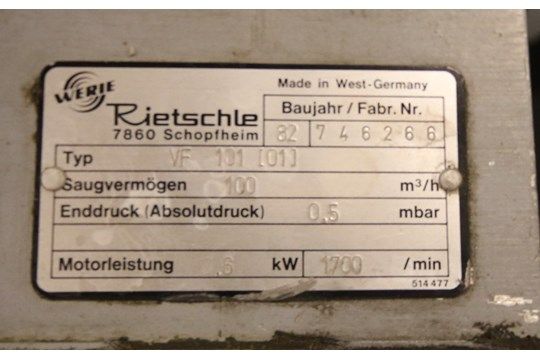 WERIE
Made in West-Germany
Rietschle
Baujahr / Fabr. Nr.
7860 Schopfheim
82 746266
Typ VF 101 [01]
Saugvermögen 100 m³/h
Enddruck (Absolutdruck) 0.5 mbar
Motorleistung .6 kW 1700 /min
514 477